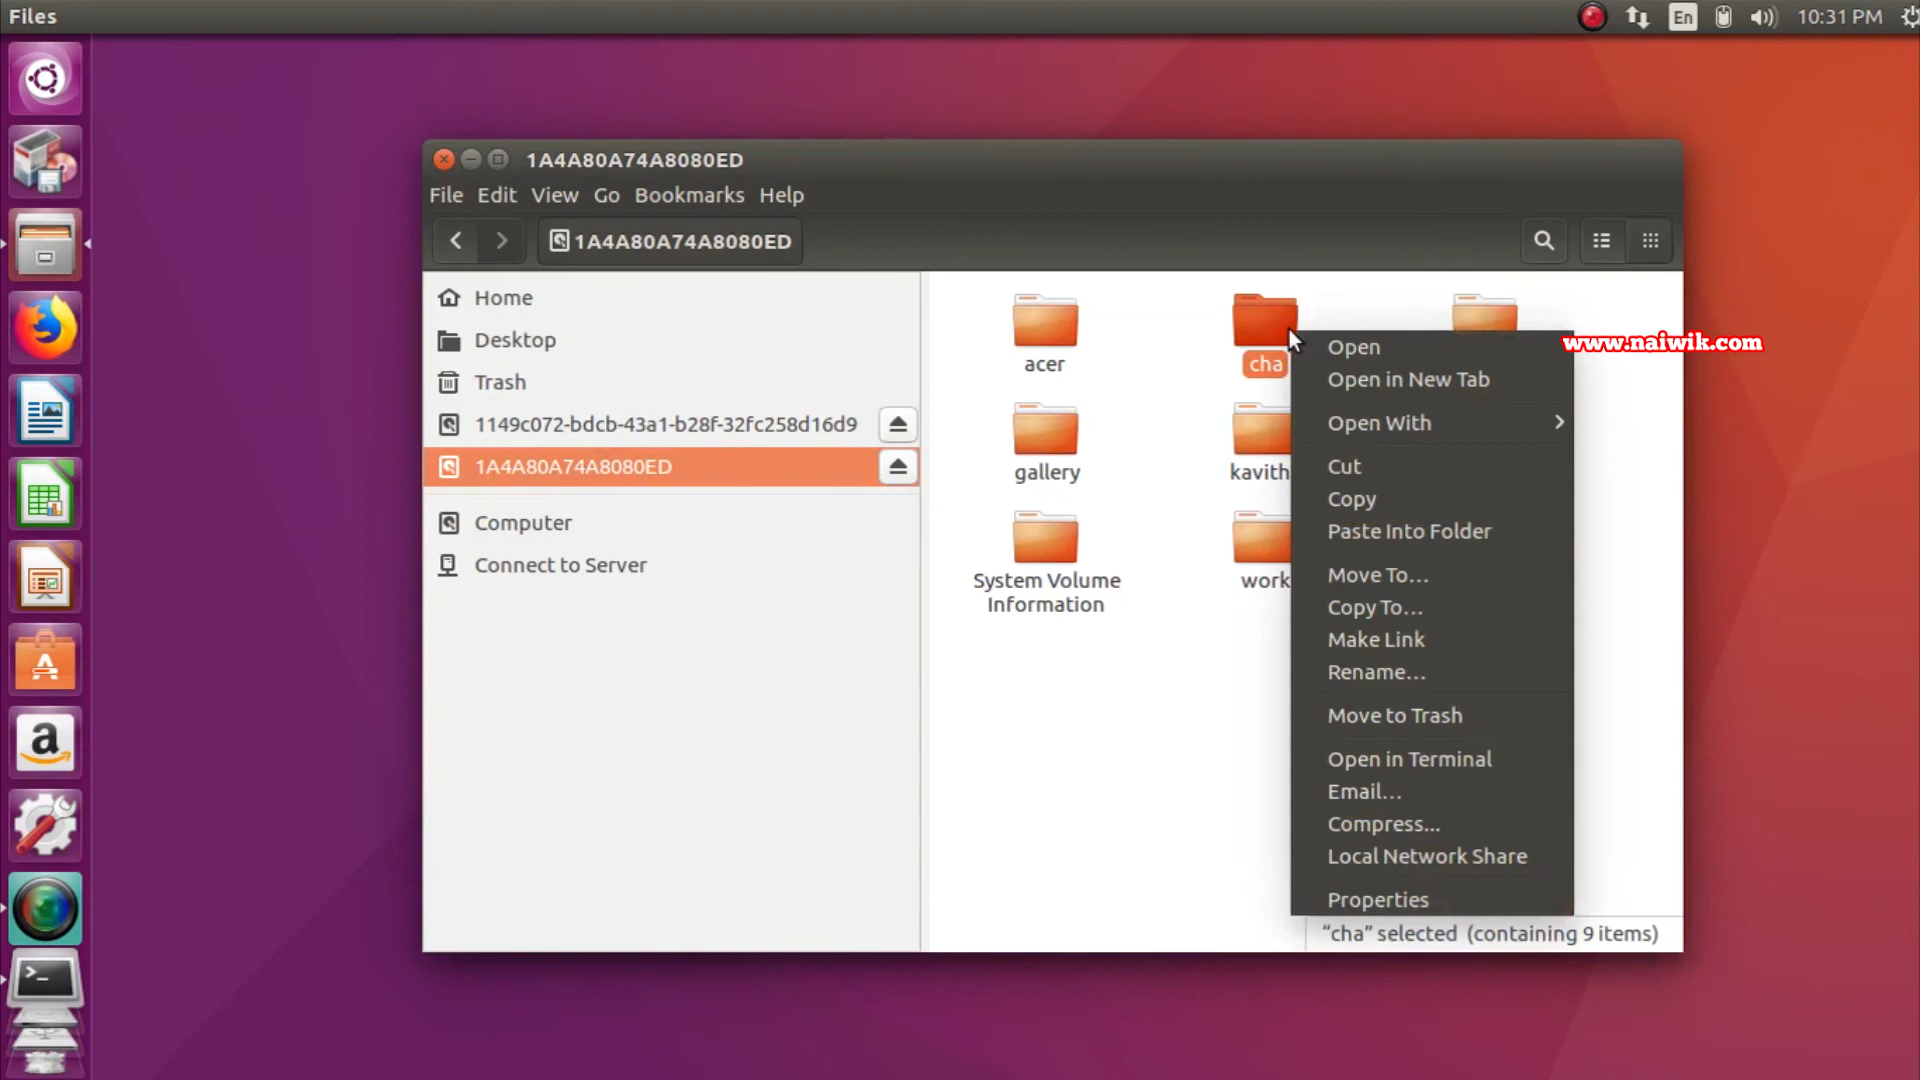 Files
En
10:31 PM
1A4A80A74A8080ED
File Edit View Go Bookmarks Help
1A4A80A74A8080ED
Home
Desktop
Trash
1149c072-bdcb-43a1-b28f-32fc258d16d9
1A4A80A74A8080ED
Computer
Connect to Server
acer
cha
gallery
kavith
System Volume
Information
work
Open
Open in New Tab
Open With
Cut
Copy
Paste Into Folder
Move To...
Copy To...
Make Link
Rename...
Move to Trash
Open in Terminal
Email...
Compress...
Local Network Share
Properties
“cha” selected (containing 9 items)
www.naiwik.com